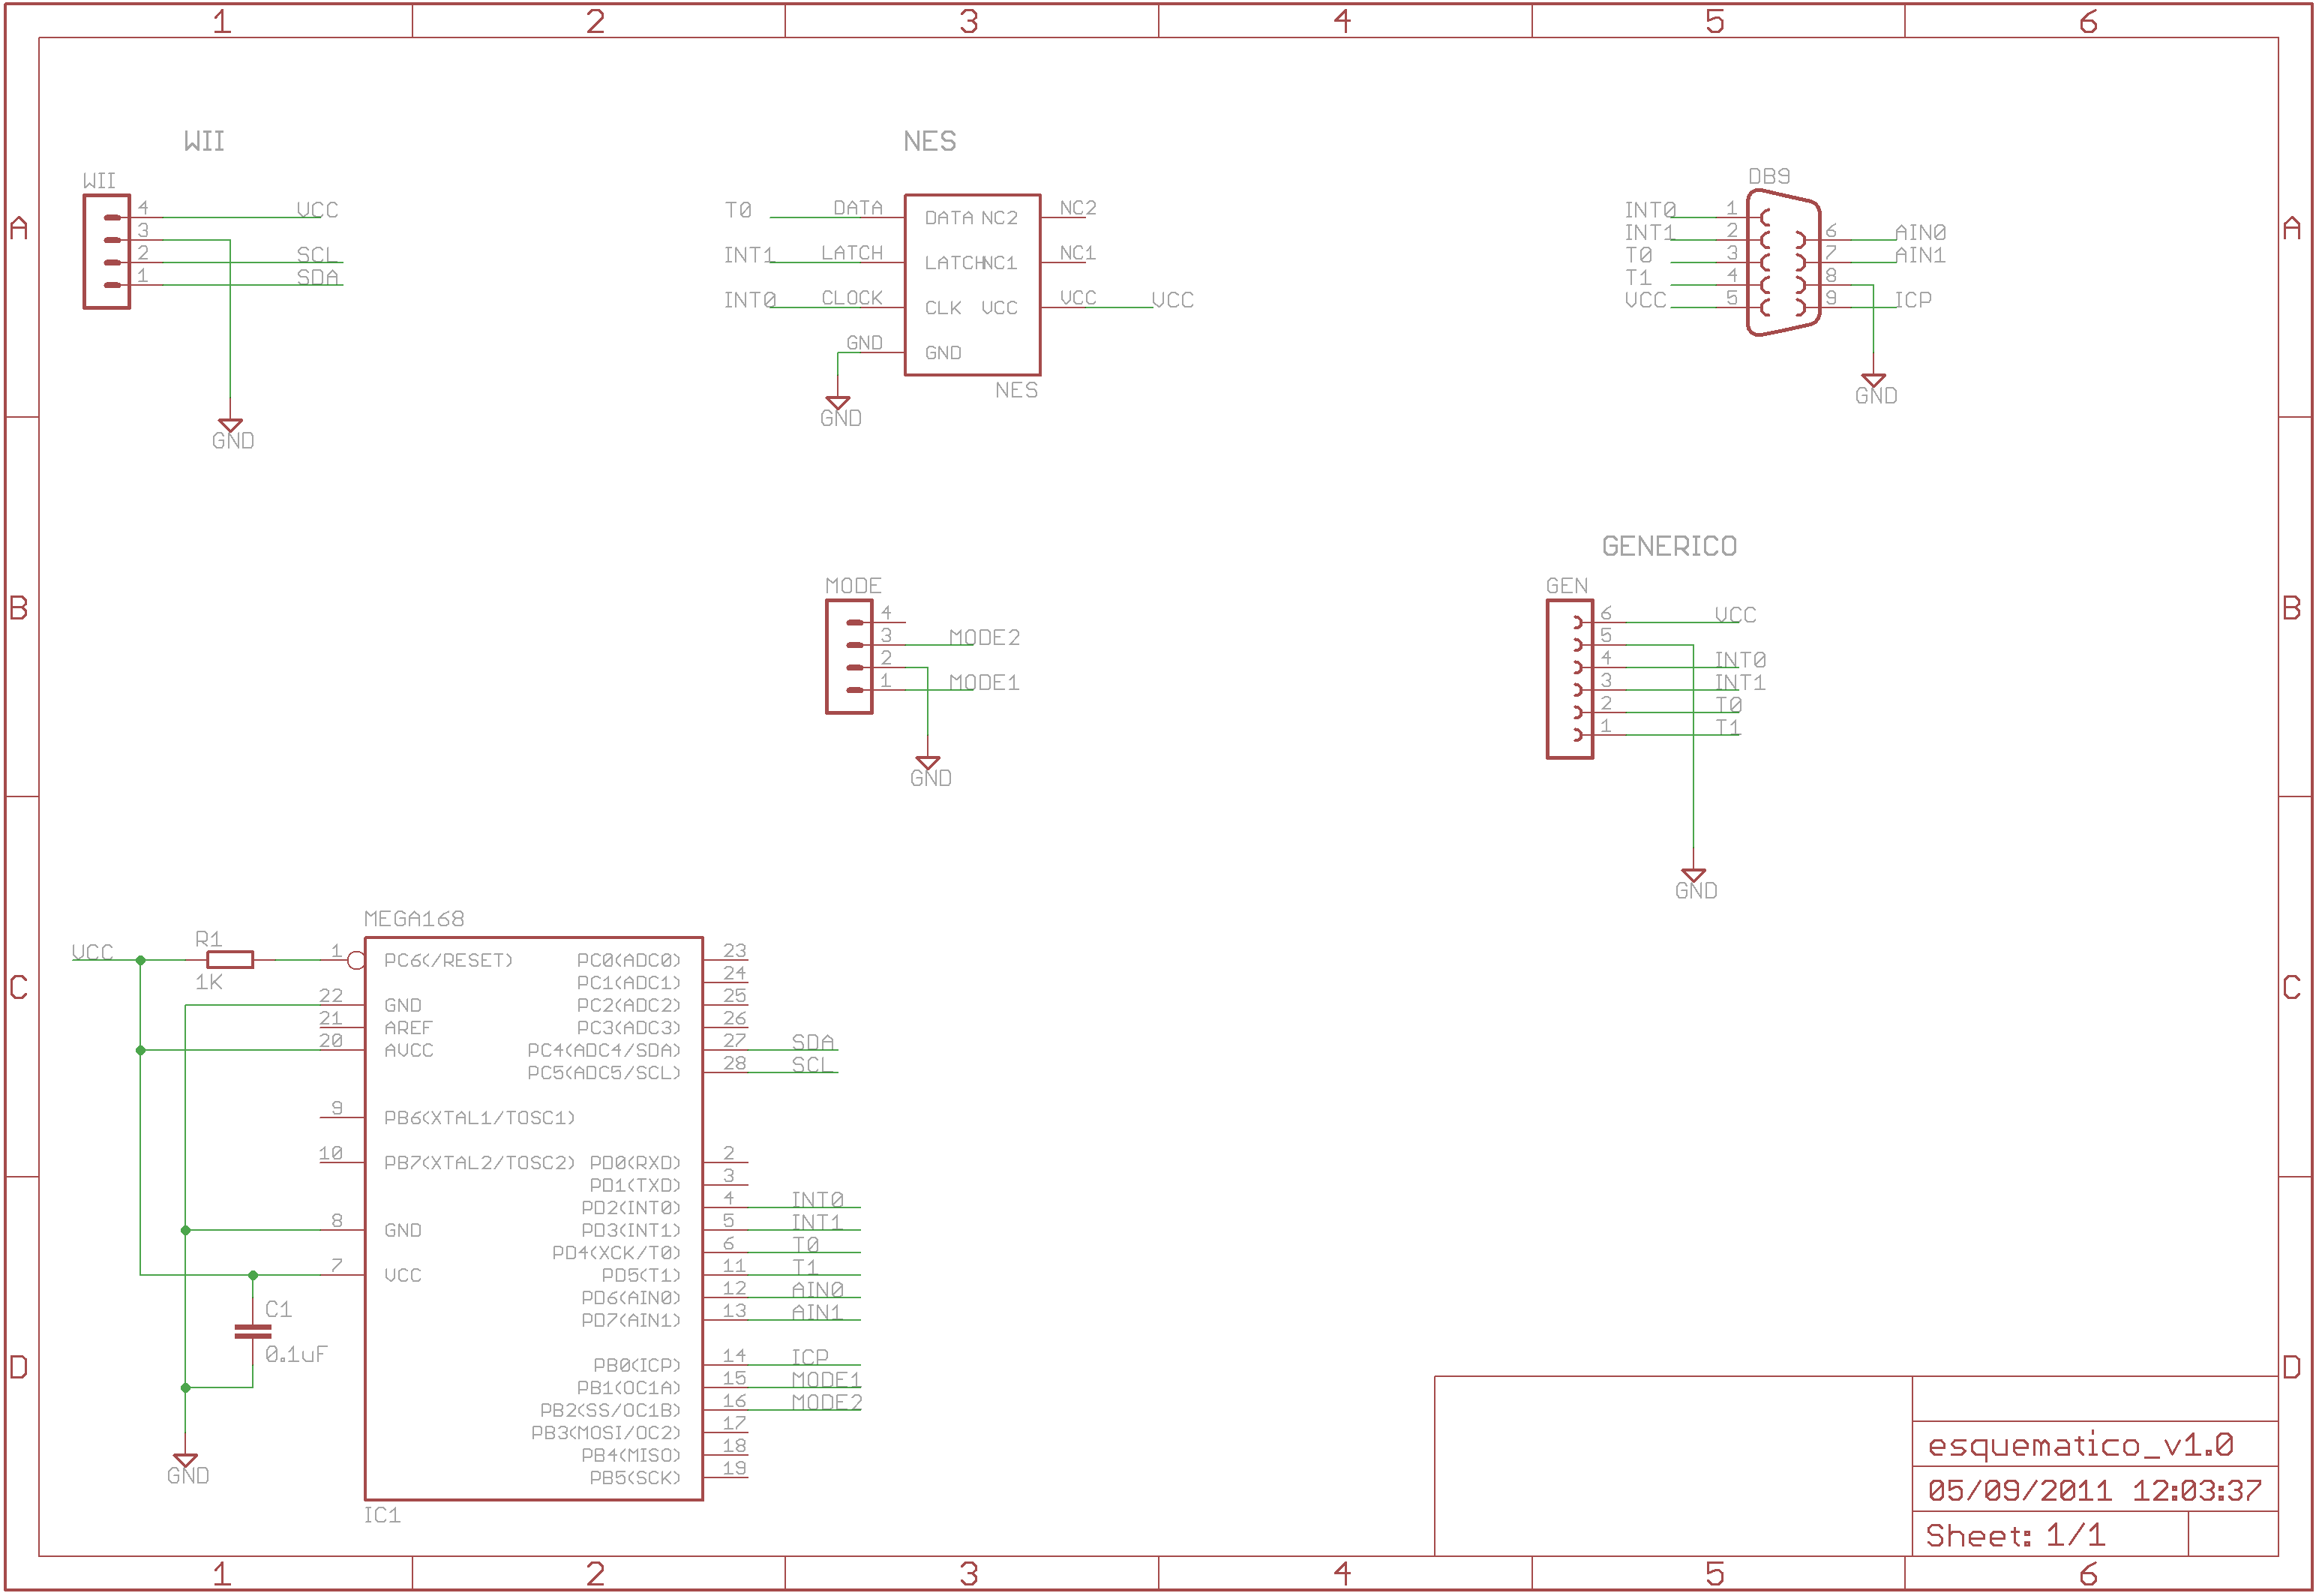 1 2 3 4 5 6
A A
B B
C C
D D
WII
WII
4 VCC
3
2 SCL
1 SDA
GND
NES
T0 DATA DATA NC2 NC2
INT1 LATCH LATCH NC1 NC1
INT0 CLOCK CLK VCC VCC VCC
GND GND
NES
GND
DB9
INT0 1
INT1 2 6 AIN0
T0 3 7 AIN1
T1 4 8
VCC 5 9 ICP
GND
MODE
4
3 MODE2
2
1 MODE1
GND
GENERICO
GEN
6 VCC
5
4 INT0
3 INT1
2 T0
1 T1
GND
MEGA168
VCC R1 1 PC6(/RESET) PC0(ADC0) 23
1K PC1(ADC1) 24
22 GND PC2(ADC2) 25
21 AREF PC3(ADC3) 26
20 AVCC PC4(ADC4/SDA) 27 SDA
PC5(ADC5/SCL) 28 SCL
9 PB6(XTAL1/TOSC1)
10 PB7(XTAL2/TOSC2) PD0(RXD) 2
PD1(TXD) 3
PD2(INT0) 4 INT0
8 GND PD3(INT1) 5 INT1
PD4(XCK/T0) 6 T0
7 VCC PD5(T1) 11 T1
PD6(AIN0) 12 AIN0
C1 PD7(AIN1) 13 AIN1
0.1uF PB0(ICP) 14 ICP
PB1(OC1A) 15 MODE1
PB2(SS/OC1B) 16 MODE2
PB3(MOSI/OC2) 17
PB4(MISO) 18
GND PB5(SCK) 19
IC1
esquematico_v1.0
05/09/2011 12:03:37
Sheet: 1/1
1 2 3 4 5 6